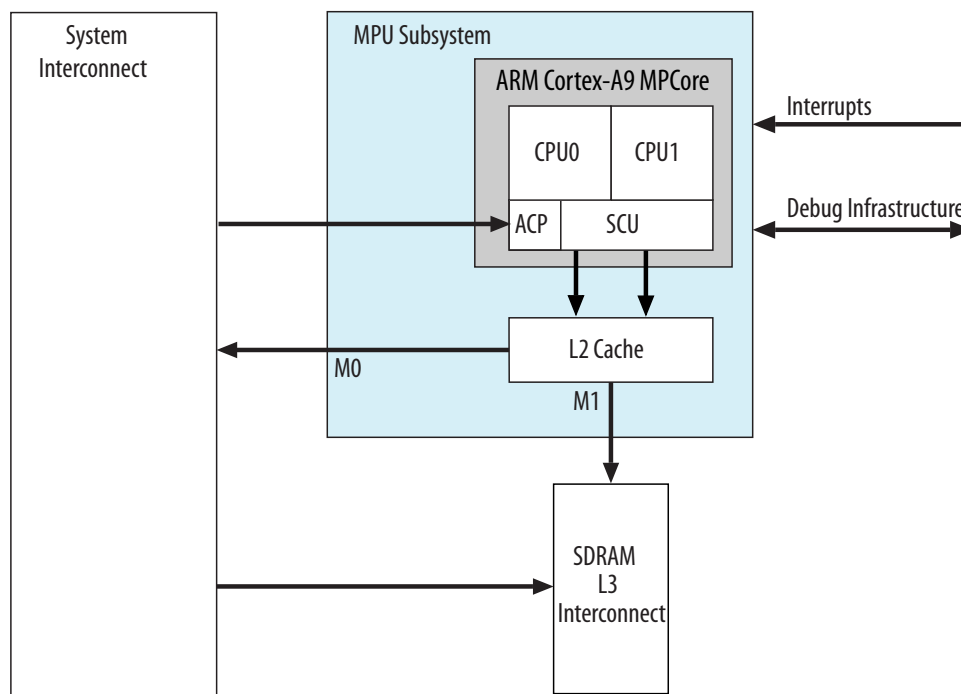 System
Interconnect
MPU Subsystem
ARM Cortex-A9 MPCore
CPU0
CPU1
Interrupts
ACP
SCU
Debug Infrastructure
L2 Cache
M0
M1
SDRAM
L3
Interconnect